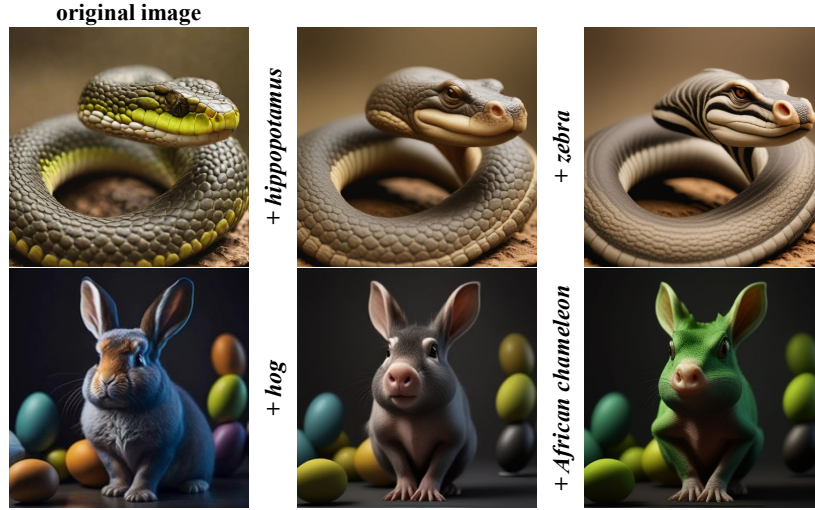 original image
+ hippopotamus
+ zebra
+ hog
+ African chameleon